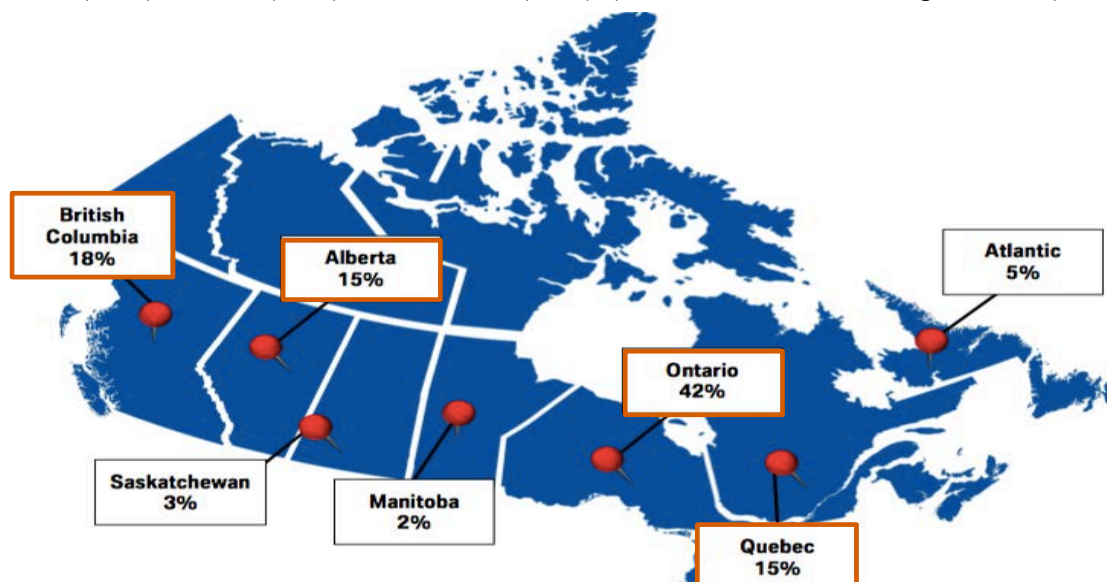 British
Columbia
18%
Alberta
15%
Atlantic
5%
Ontario
42%
Saskatchewan
3%
Manitoba
2%
Quebec
15%